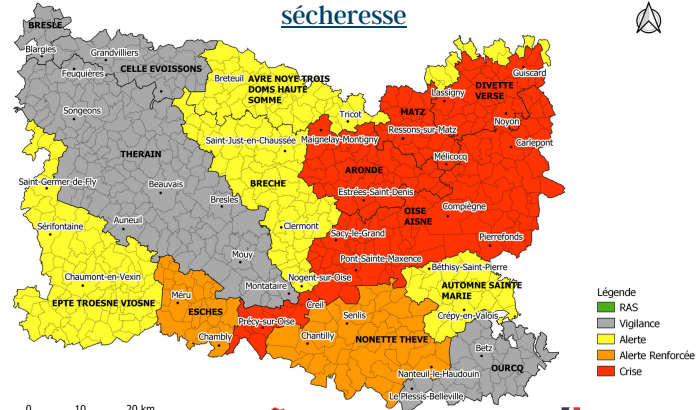 sécheresse
BRESLE
Blargies
Grandvilliers
Feuquières
CELLE EVOISSONS
Breteuil
AVRE NOYE TROIS
DOMS HAUTE
SOMME
Tricot
Songeons
Saint-Just-en-Chaussée
Maignelay-Montigny
MATZ
Ressons-sur-Matz
Lassigny
DIVETTE
VERSE
Guiscard
Noyon
Carlepont
THERAIN
Mélicocq
ARONDE
BRECHE
Saint-Germer-de-Fly
Beauvais
Bresles
Estrées-Saint-Denis
OISE
AISNE
Compiègne
Sérifontaine
Auneuil
Clermont
Sacy-le-Grand
Pierrefonds
Mouy
Pont-Sainte-Maxence
Béthisy-Saint-Pierre
Chaumont-en-Vexin
Montataire
Nogent-sur-Oise
AUTOMNE SAINTE
MARIE
EPTE TROESNE VIOSNE
Méru
ESCHES
Creil
Précy-sur-Oise
Senlis
Crépy-en-Valois
Chambly
Chantilly
NONETTE THEVE
Betz
OURCQ
Nanteuil-le-Haudouin
Le Plessis-Belleville
Légende
RAS
Vigilance
Alerte
Alerte Renforcée
Crise
0 10 20 km